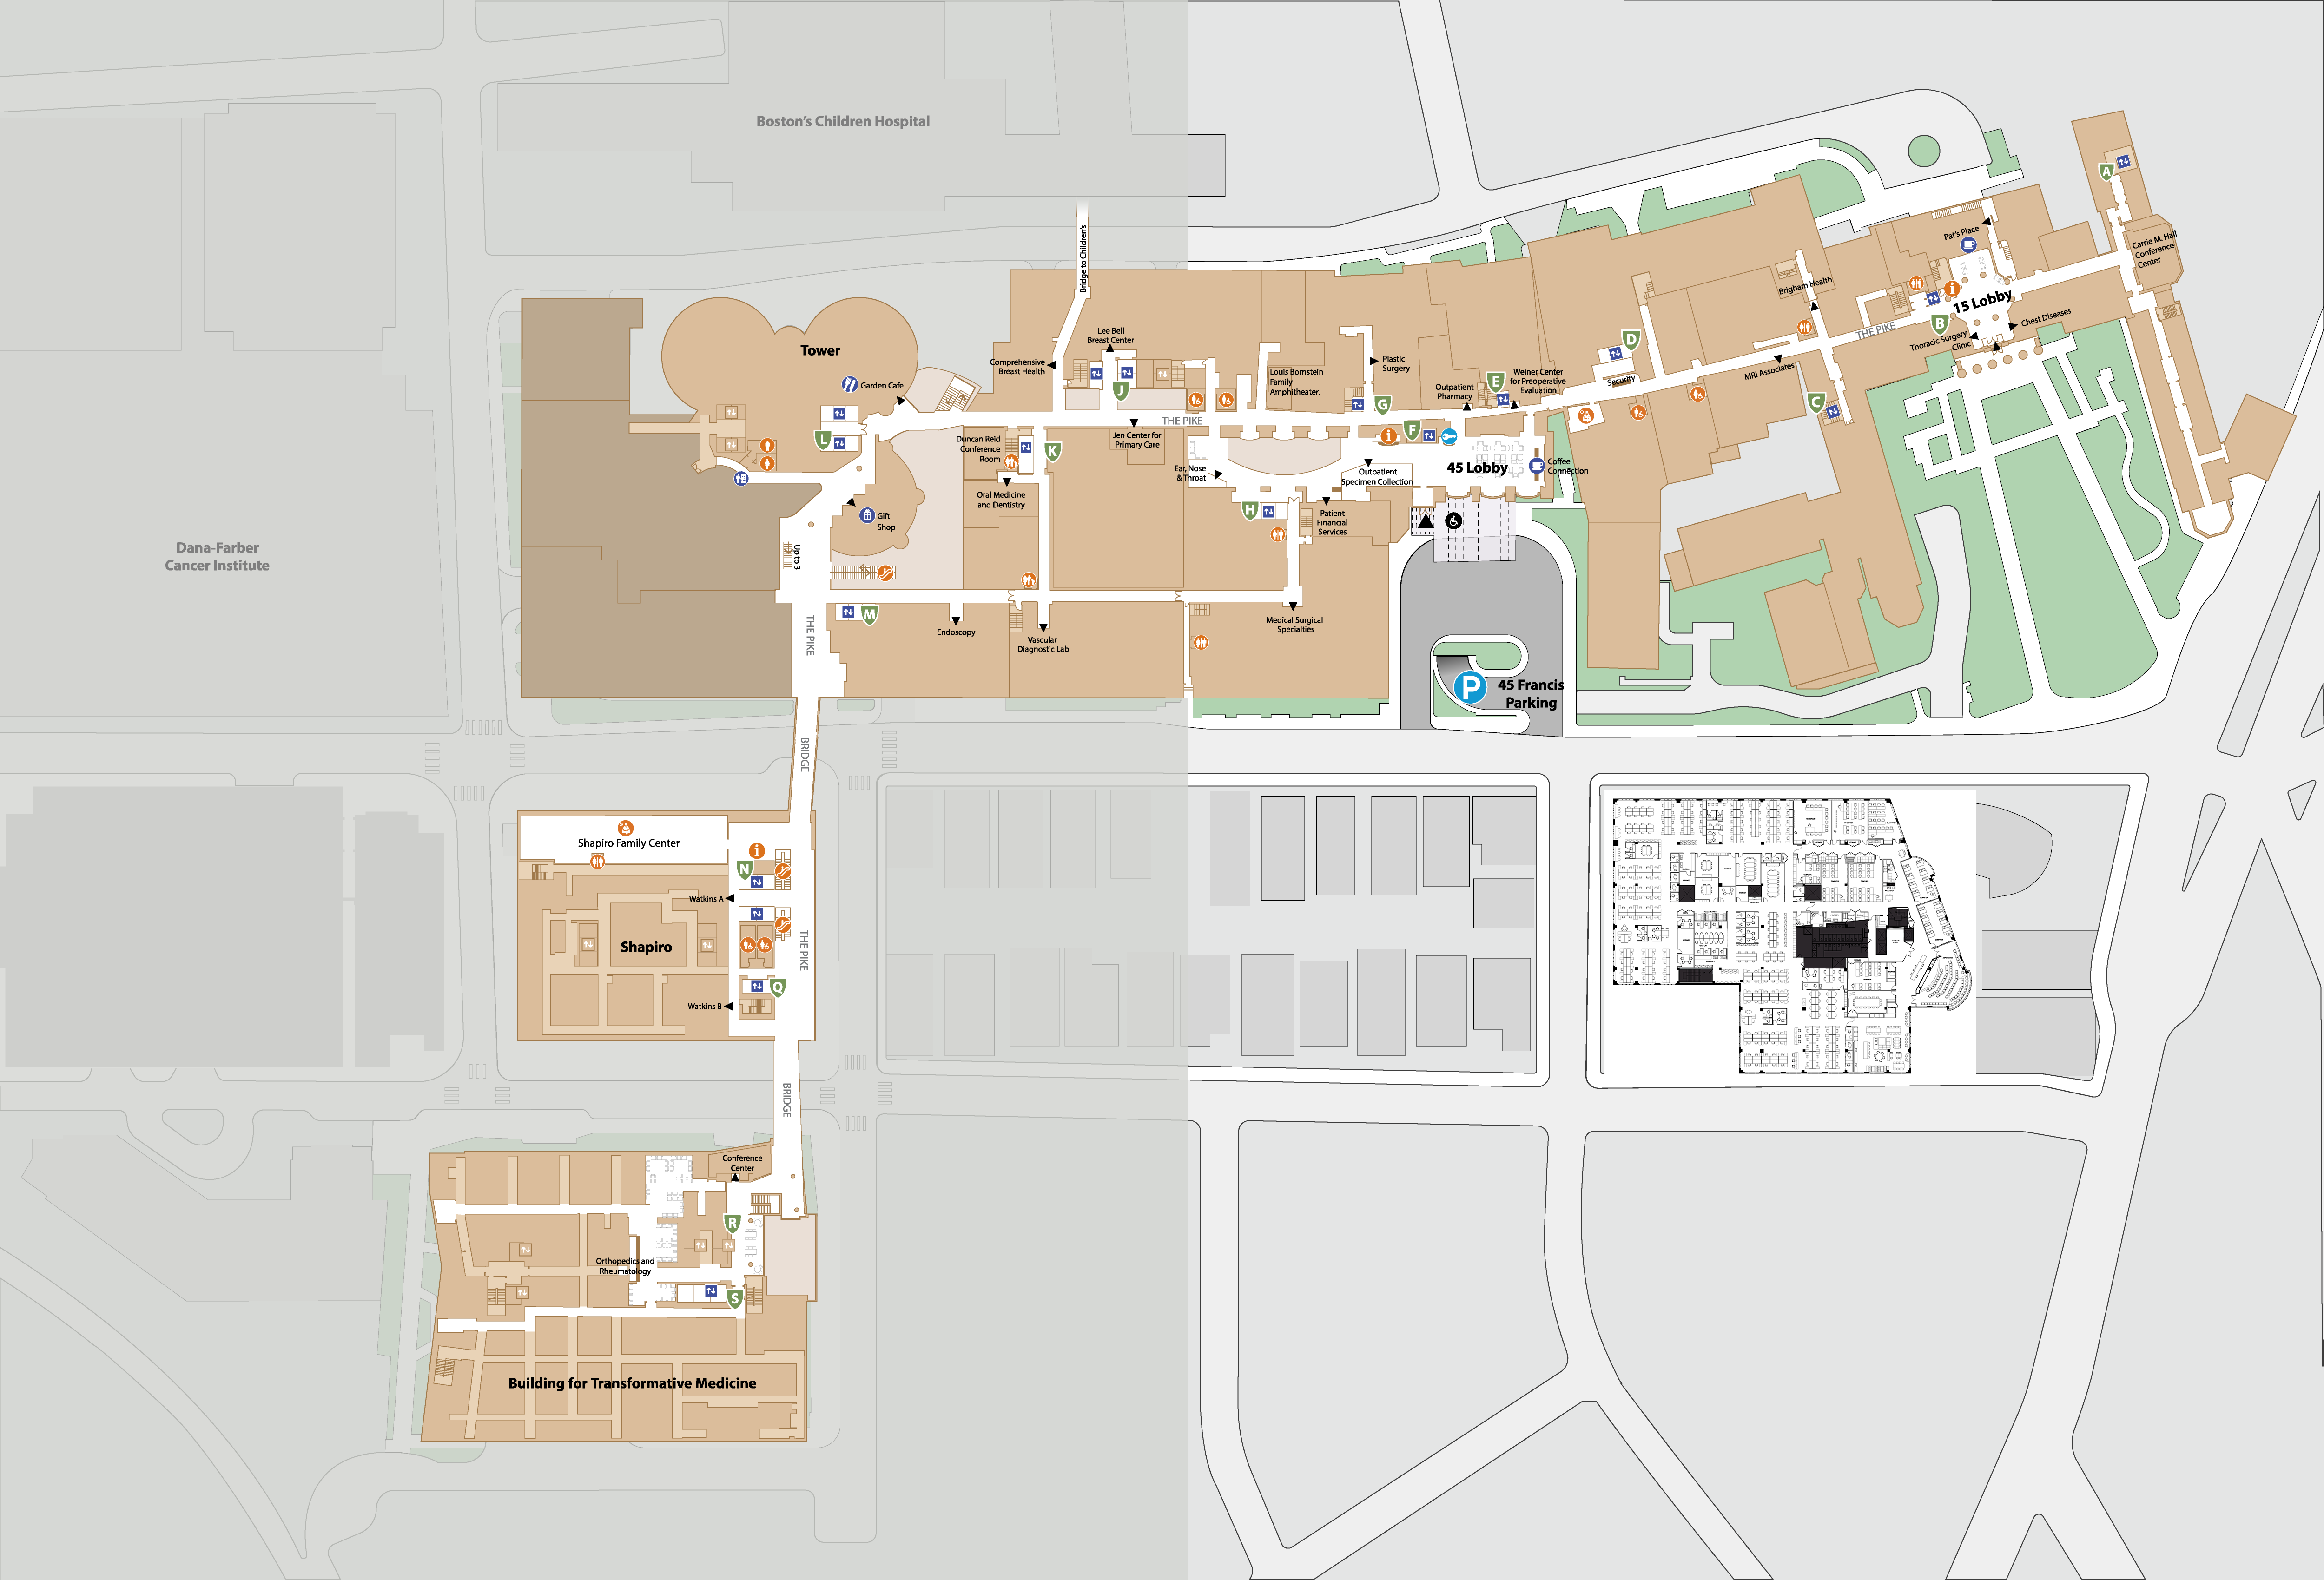 Boston's Children Hospital
A
Pat's Place
Carrie M. Hall
Conference
Center
Bridge to Children's
Brigham Health
i
15 Lobby
B
Chest Diseases
THE PIKE
Thoracic Surgery
Clinic
Lee Bell
Breast Center
Tower
Comprehensive
Breast Health
D
Plastic
Surgery
MRI Associates
Security
Louis Bornstein
Family
Amphitheater.
Weiner Center
for Preoperative
Evaluation
E
Outpatient
Pharmacy
Garden Cafe
J
G
C
THE PIKE
L
Duncan Reid
Conference
Room
K
Jen Center for
Primary Care
i
F
Ear, Nose
& Throat
Outpatient
Specimen Collection
45 Lobby
Coffee
Connection
Oral Medicine
and Dentistry
Gift
Shop
H
Patient
Financial
Services
Dana-Farber
Cancer Institute
Up to 3
M
THE PIKE
Endoscopy
Vascular
Diagnostic Lab
Medical Surgical
Specialties
P
45 Francis
Parking
BRIDGE
Shapiro Family Center
i
N
Watkins A
Shapiro
THE PIKE
Q
Watkins B
BRIDGE
Conference
Center
R
Orthopedics and
Rheumatology
S
Building for Transformative Medicine